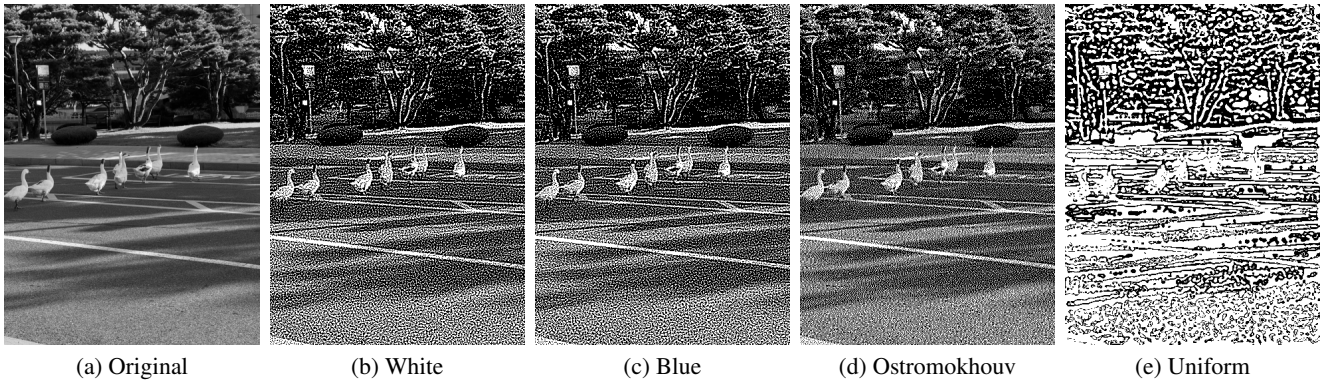 (a) Original
(b) White
(c) Blue
(d) Ostromokhouv
(e) Uniform